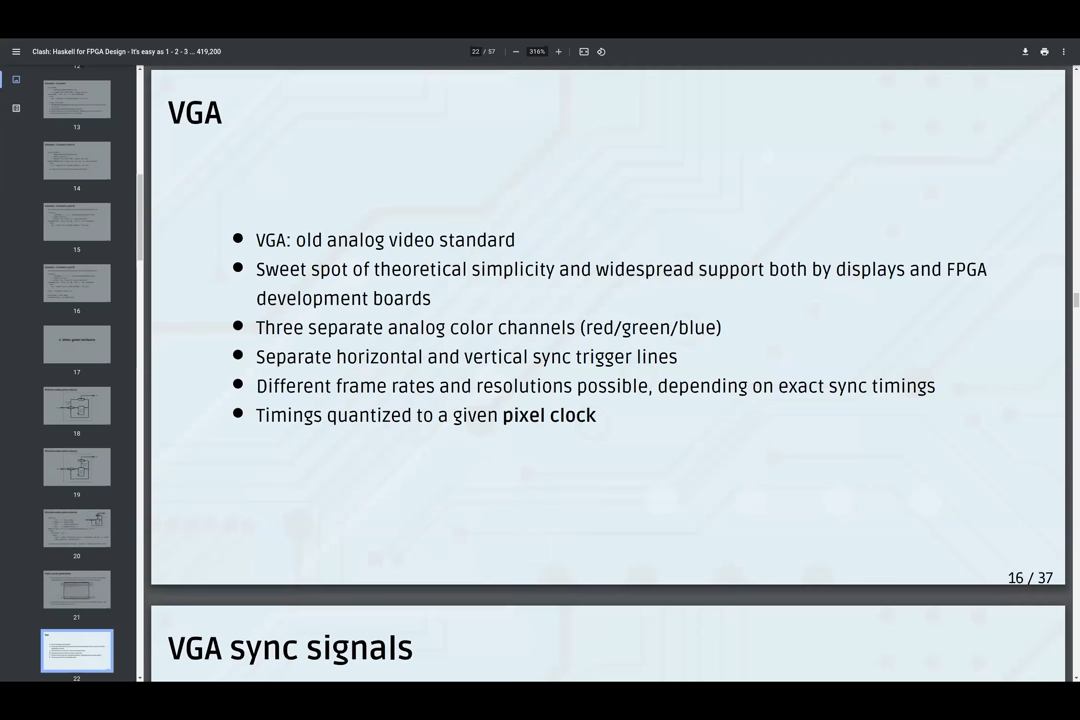 Clash: Haskell for FPGA Design - It's easy as 1 - 2 - 3 ... 419,200
22 / 57
316%
12
13
14
15
16
17
18
19
20
21
22
VGA
VGA: old analog video standard
Sweet spot of theoretical simplicity and widespread support both by displays and FPGA
development boards
Three separate analog color channels (red/green/blue)
Separate horizontal and vertical sync trigger lines
Different frame rates and resolutions possible, depending on exact sync timings
Timings quantized to a given pixel clock
16 / 37
VGA sync signals